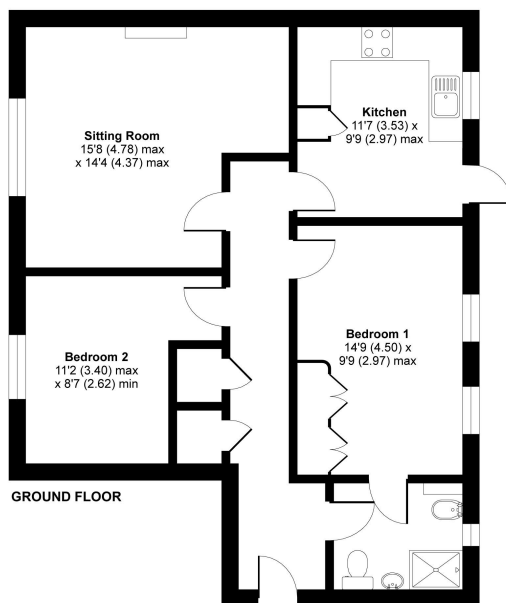 Sitting Room
15'8 (4.78) max
x 14'4 (4.37) max
Kitchen
11'7 (3.53) x
9'9 (2.97) max
Bedroom 2
11'2 (3.40) max
x 8'7 (2.62) min
Bedroom 1
14'9 (4.50) x
9'9 (2.97) max
GROUND FLOOR